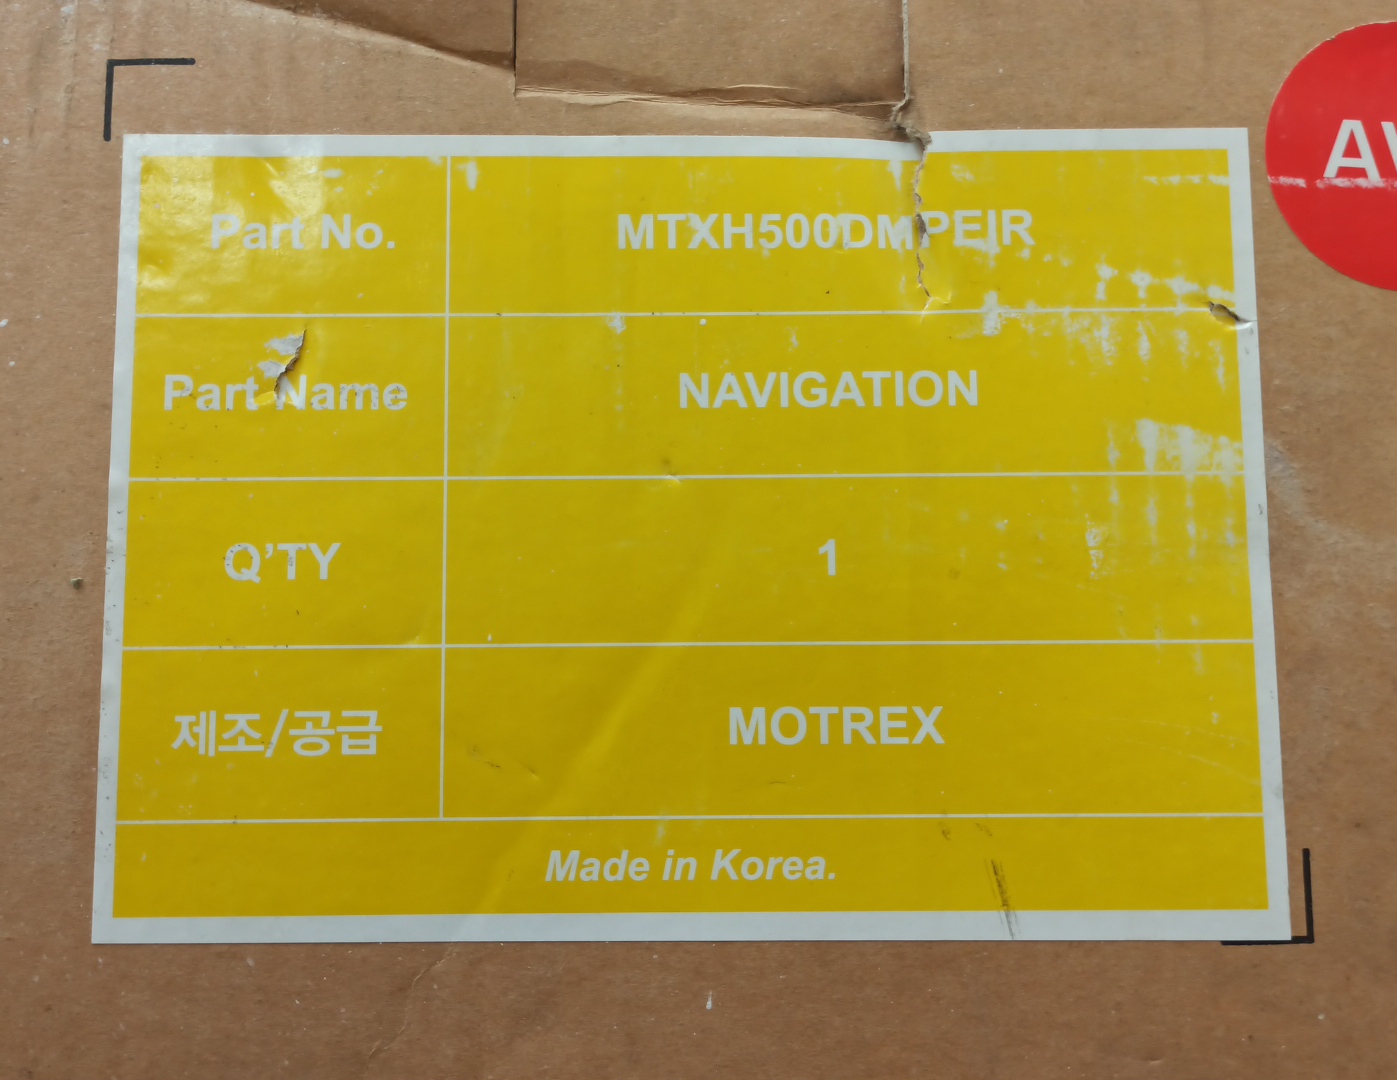 Part No. MTXH500DMPEIR
Part Name NAVIGATION
Q’TY 1
제조/공급 MOTREX
Made in Korea.